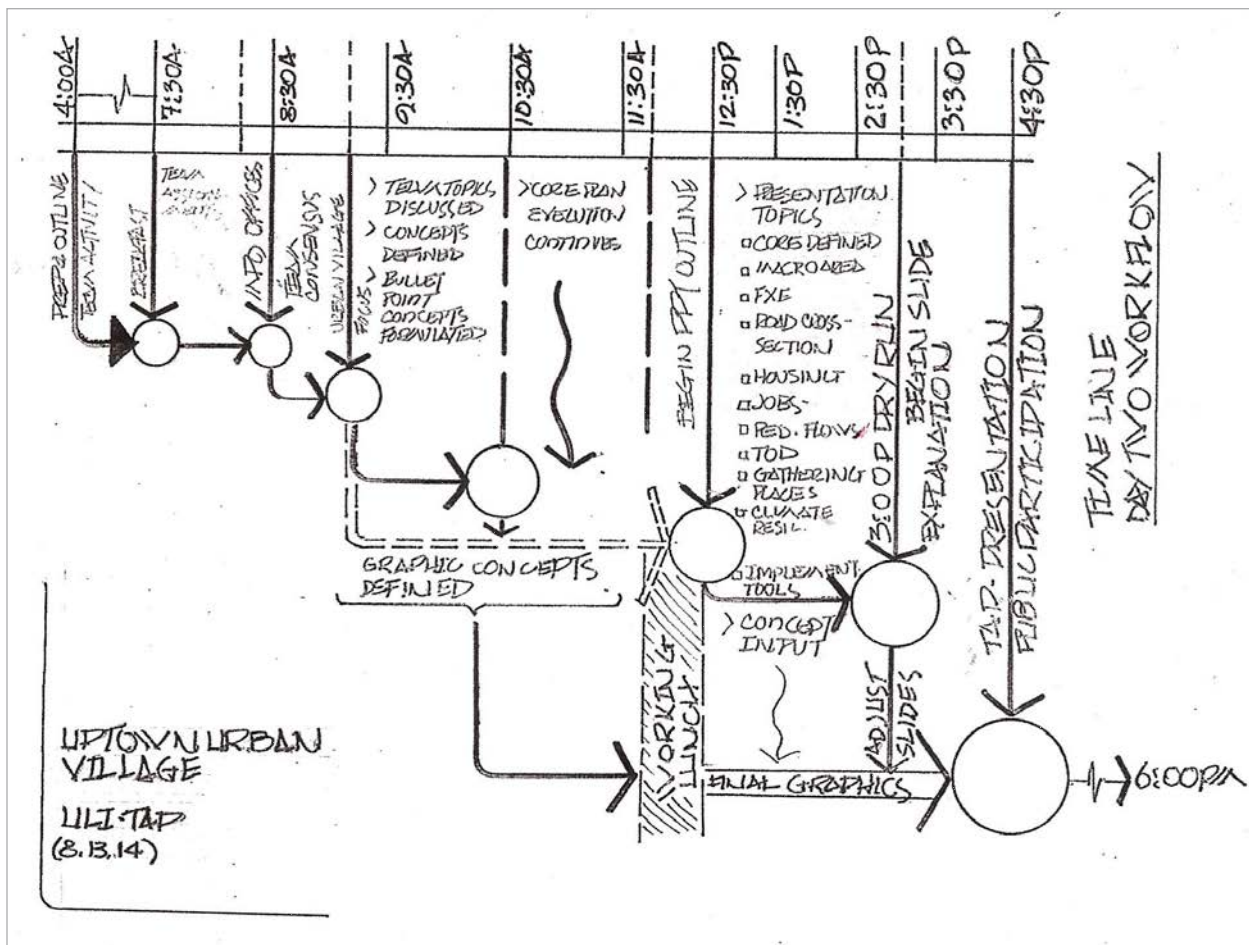 4:00A
7:30A
8:30A
9:30A
10:30A
11:30A
12:30P
1:30P
2:30P
3:30P
4:30P
PREP'G OUTLINE
TEAM ACTIVITY
BREAKFAST
TEAM
INFO OFFICES
TEAM
CONSENSUS
URBAN VILLAGE
FOCUS
> TEAM TOPICS
DISCUSSED
> CONCEPTS
DEFINED
> BULLET
POINT
CONCEPTS
FORMULATED
> CORE PLAN
EVOLUTION
CONTINUES
BEGIN PPT OUTLINE
> PRESENTATION
TOPICS
CORE DEFINED
MACRO AREA
FXE
ROAD CROSS-
SECTION
HOUSING
JOBS-
PED. FLOWS
TOD
GATHERING
PLACES
CLIMATE
RESIL.
IMPLEMENT.
TOOLS
> CONCEPT
INPUT
3:00P DRY RUN
BEGIN SLIDE
EXPLANATION
TAP-PRESENTATION
PUBLIC PARTICIPATION
TIME LINE
DAY TWO WORKFLOW
GRAPHIC CONCEPTS
DEFINED
WORKING
LUNCH
ADJUST
SLIDES
FINAL GRAPHICS
6:00PM
UPTOWN URBAN
VILLAGE
ULI-TAP
(8.13.14)